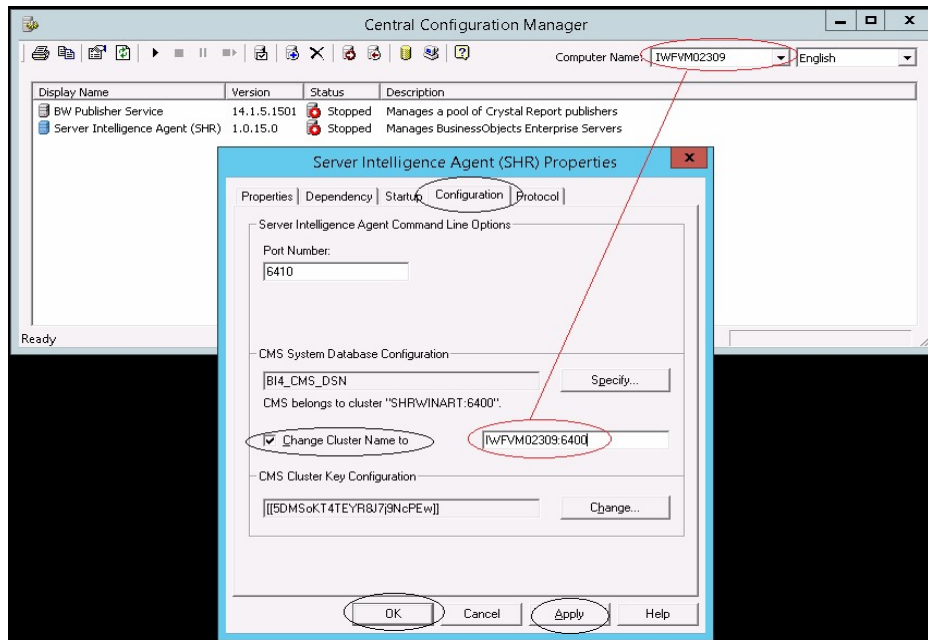 Central Configuration Manager
Computer Name: IWFVM02309 English
Display Name Version Status Description
BW Publisher Service 14.1.5.1501 Stopped Manages a pool of Crystal Report publishers
Server Intelligence Agent (SHR) 1.0.15.0 Stopped Manages BusinessObjects Enterprise Servers
Server Intelligence Agent (SHR) Properties
Properties Dependency Startup Configuration Protocol
Server Intelligence Agent Command Line Options
Port Number:
6410
Ready
CMS System Database Configuration
BI4_CMS_DSN Specify...
CMS belongs to cluster "SHRWINART:6400".
Change Cluster Name to IWFVM02309:6400
CMS Cluster Key Configuration
[[5DMSoKT4TEYR8J7j9NcPEw]] Change...
OK Cancel Apply Help